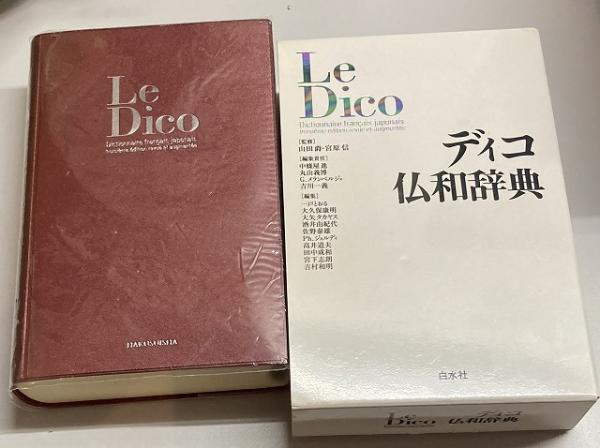 Le
Dico
Dictionnaire français japonais
troisième édition revue et augmentée
HAKUSUISHA
Le
Dico
Dictionnaire français japonais
troisième édition revue et augmentée
[監修]
山田𣝣・宮原信
[編集責任]
中條屋進
丸山義博
G.メランベルジェ
吉川一義
[編集]
一戸とおる
大久保康明
大矢タカヤス
酒井由紀代
佐野泰雄
Ph.ジェルディ
高井道夫
田中成和
宮下志朗
吉村和明
ディコ
仏和辞典
白水社
Le
Dico
ディコ
仏和辞典